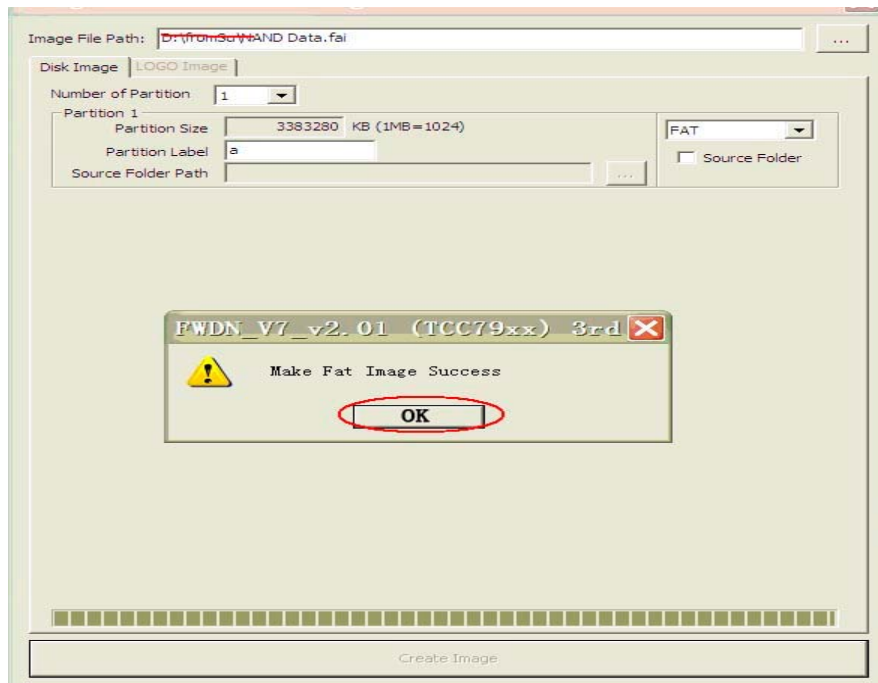 Image File Path: D:\fromSu\NAND Data.fai ...
Disk Image LOGO Image
Number of Partition 1
Partition 1
Partition Size 3383280 KB (1MB=1024) FAT
Partition Label a Source Folder
Source Folder Path ...
FWDN_V7_v2.01 (TCC79xx) 3rd
Make Fat Image Success
OK
Create Image